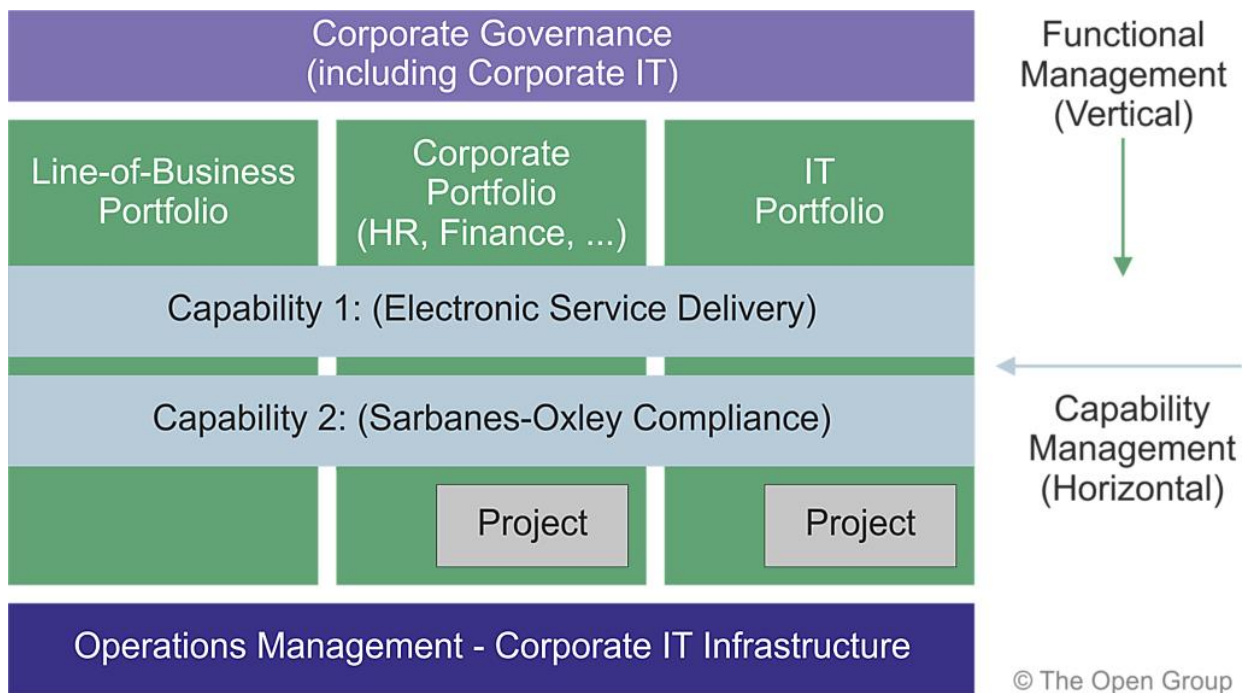 Corporate Governance
(including Corporate IT)
Functional
Management
(Vertical)
Line-of-Business
Portfolio
Corporate
Portfolio
(HR, Finance, ...)
IT
Portfolio
Capability 1: (Electronic Service Delivery)
Capability 2: (Sarbanes-Oxley Compliance)
Capability
Management
(Horizontal)
Project
Project
Operations Management - Corporate IT Infrastructure
© The Open Group